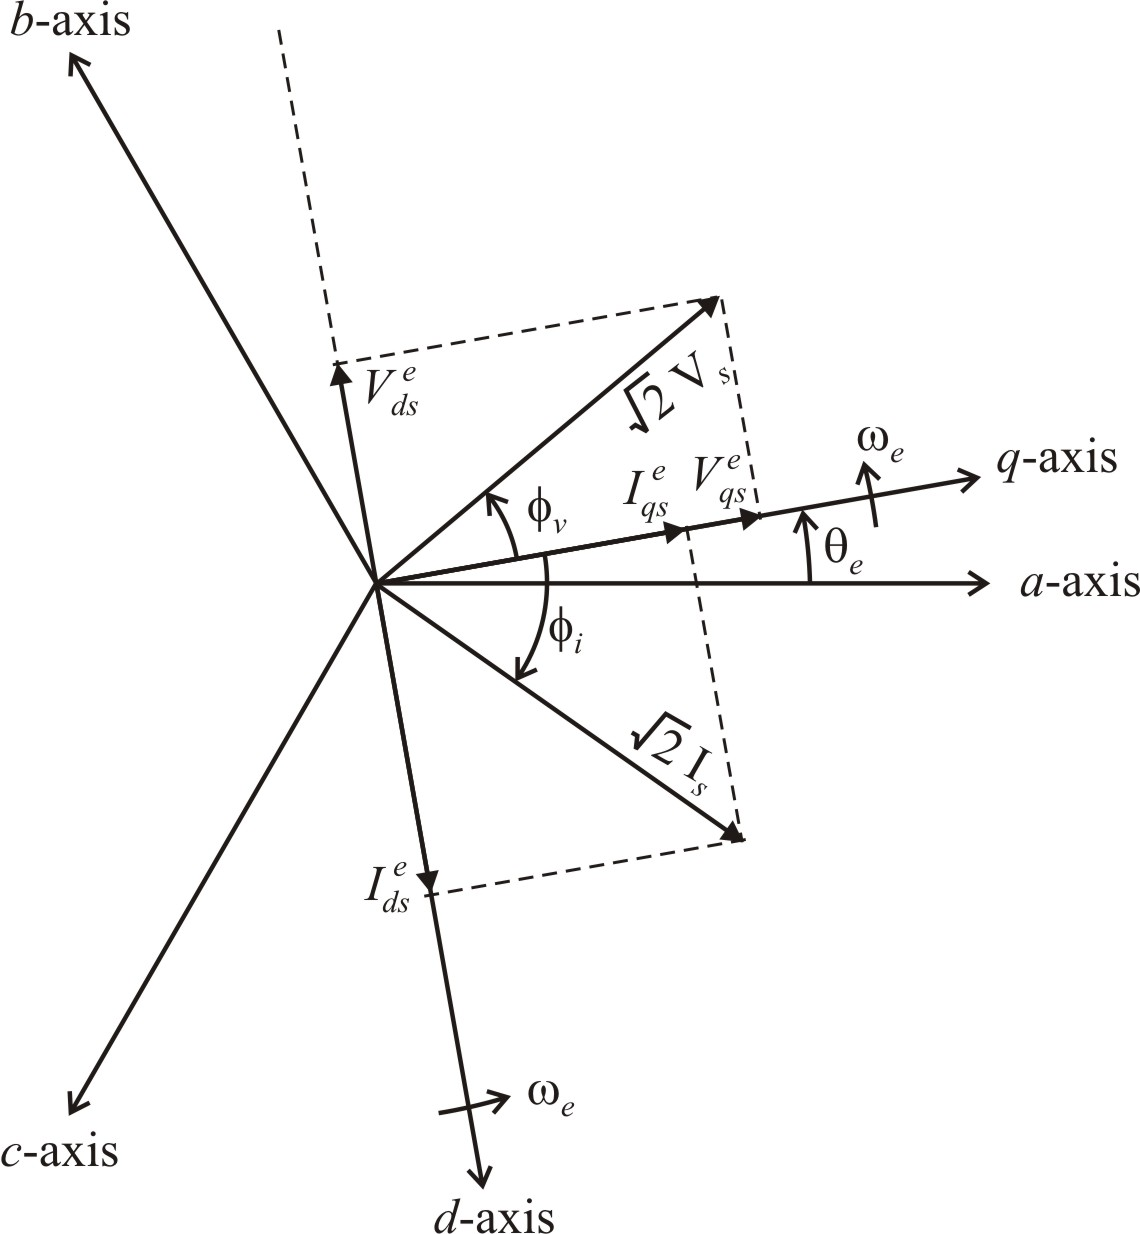 b-axis
V^e_ds
√2 V_s
ω_e
q-axis
I^e_qs
V^e_qs
ϕ_v
θ_e
a-axis
ϕ_i
√2 I_s
I^e_ds
ω_e
c-axis
d-axis